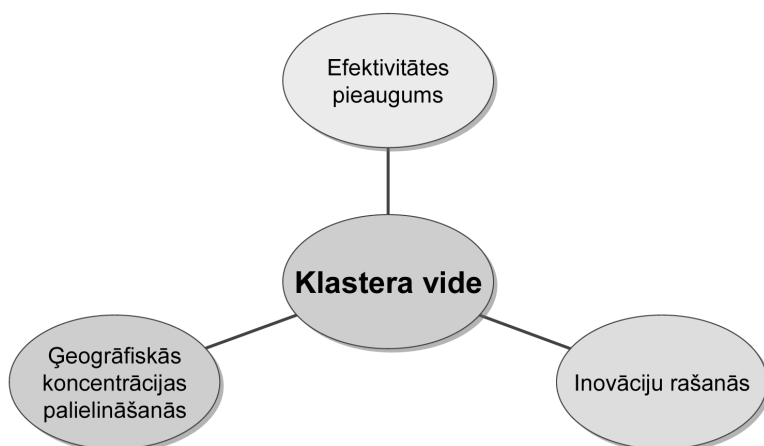 Efektivitātes
pieaugums
Klastera vide
Ģeogrāfiskās
koncentrācijas
palielināšanās
Inovāciju rašanās